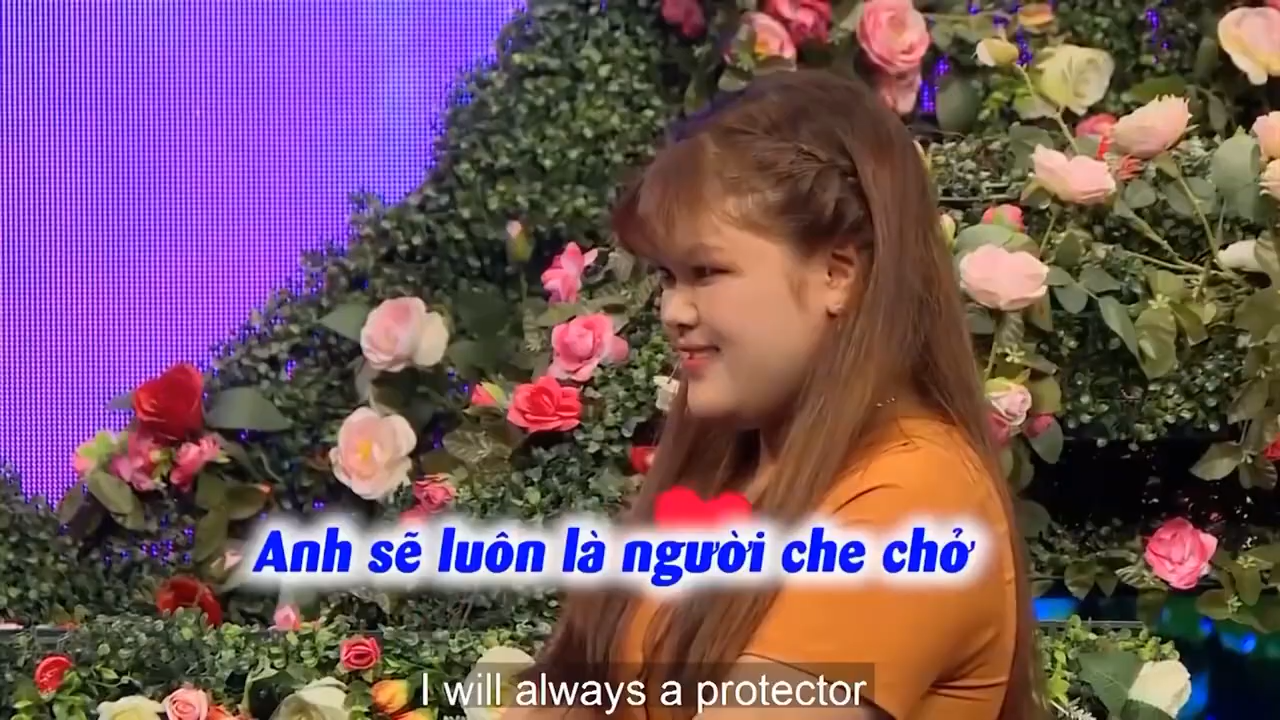 Anh sẽ luôn là người che chở
I will always a protector